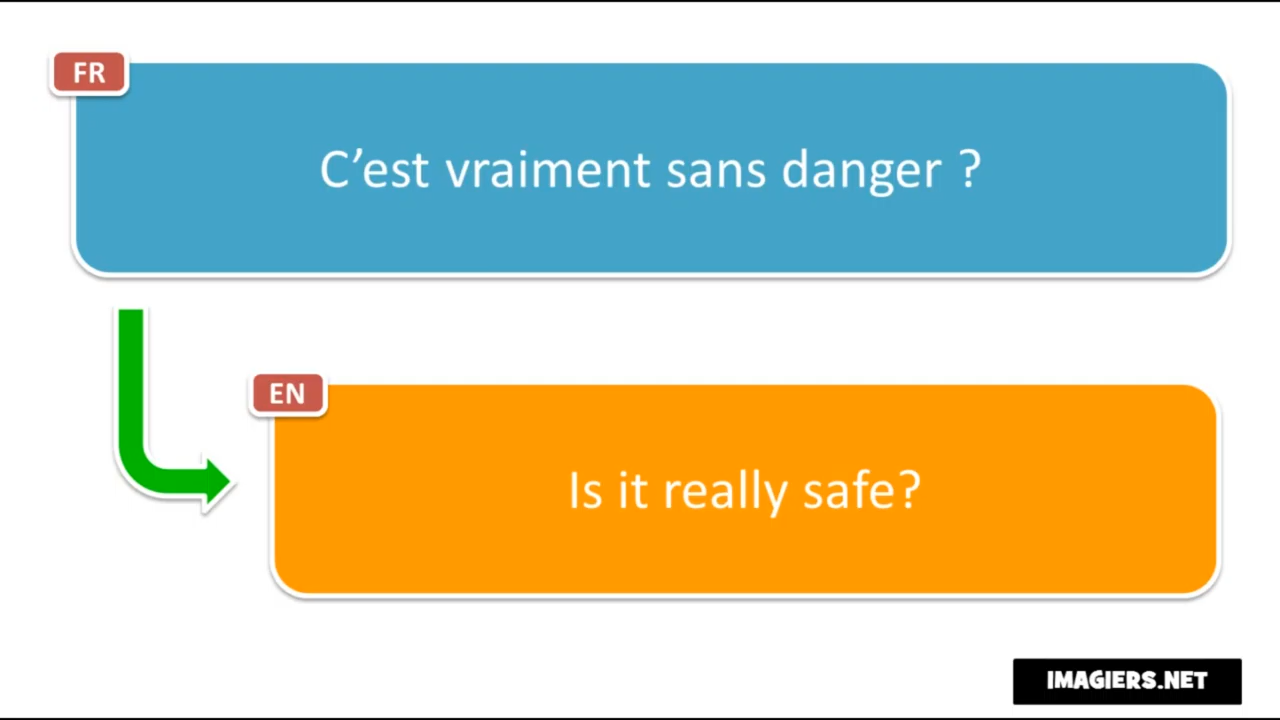 FR
C’est vraiment sans danger ?
EN
Is it really safe?
IMAGIERS.NET